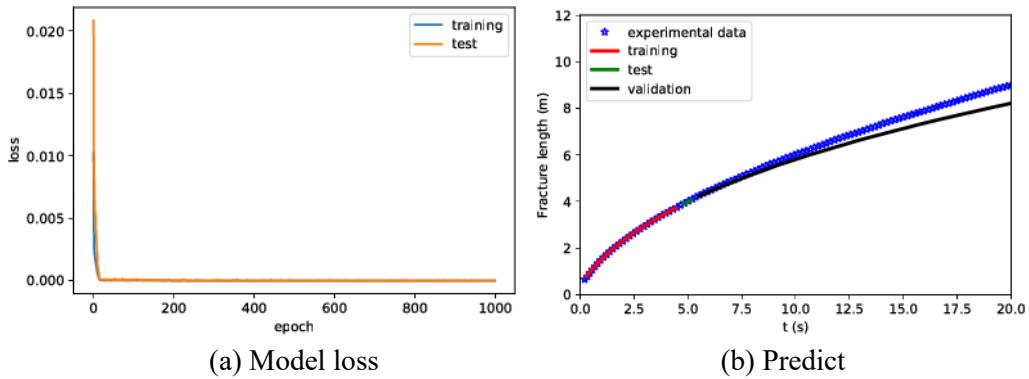 0.020
0.015
0.010
0.005
0.000
loss
training
test
0
200
400
600
800
1000
epoch
(a) Model loss
12
10
8
6
4
2
0
Fracture length (m)
experimental data
training
test
validation
0.0
2.5
5.0
7.5
10.0
12.5
15.0
17.5
20.0
t (s)
(b) Predict